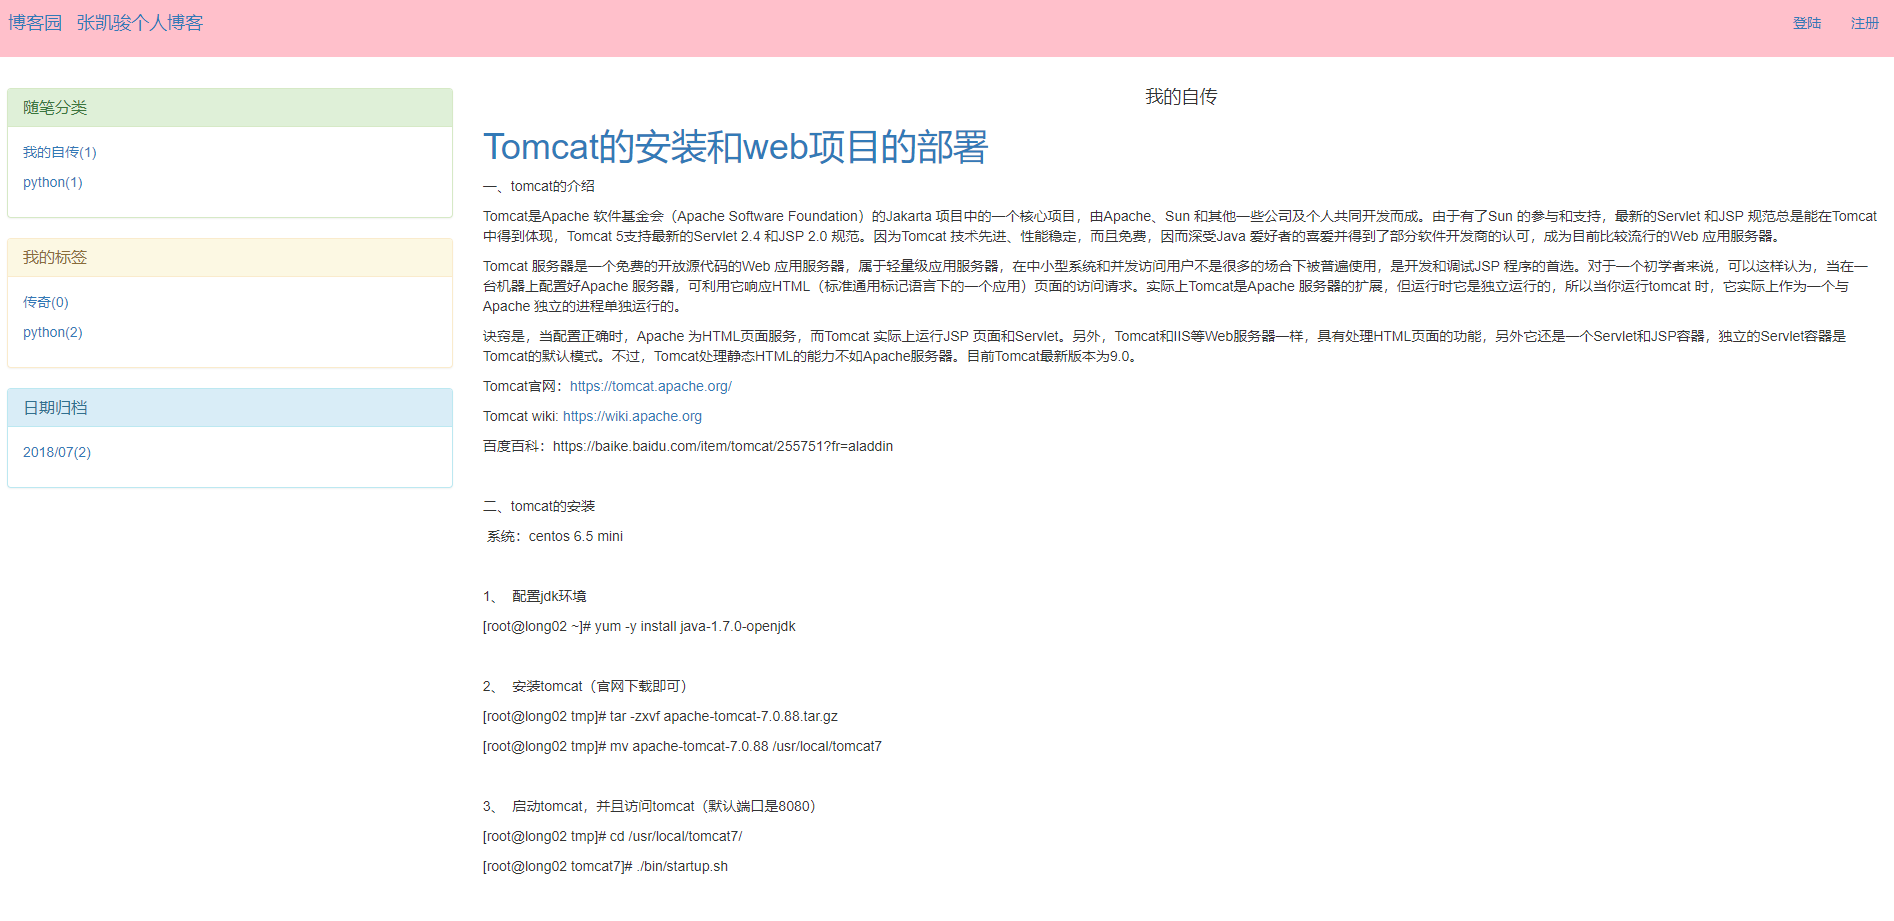 博客园 张凯骏个人博客
登陆 注册
随笔分类
我的自传(1)
python(1)
我的标签
传奇(0)
python(2)
日期归档
2018/07(2)
我的自传
Tomcat的安装和web项目的部署
一、tomcat的介绍
Tomcat是Apache 软件基金会（Apache Software Foundation）的Jakarta 项目中的一个核心项目，由Apache、Sun 和其他一些公司及个人共同开发而成。由于有了Sun 的参与和支持，最新的Servlet 和JSP 规范总是能在Tomcat
中得到体现，Tomcat 5支持最新的Servlet 2.4 和JSP 2.0 规范。因为Tomcat 技术先进、性能稳定，而且免费，因而深受Java 爱好者的喜爱并得到了部分软件开发商的认可，成为目前比较流行的Web 应用服务器。
Tomcat 服务器是一个免费的开放源代码的Web 应用服务器，属于轻量级应用服务器，在中小型系统和并发访问用户不是很多的场合下被普遍使用，是开发和调试JSP 程序的首选。对于一个初学者来说，可以这样认为，当在一
台机器上配置好Apache 服务器，可利用它响应HTML（标准通用标记语言下的一个应用）页面的访问请求。实际上Tomcat是Apache 服务器的扩展，但运行时它是独立运行的，所以当你运行tomcat 时，它实际上作为一个与
Apache 独立的进程单独运行的。
诀窍是，当配置正确时，Apache 为HTML页面服务，而Tomcat 实际上运行JSP 页面和Servlet。另外，Tomcat和IIS等Web服务器一样，具有处理HTML页面的功能，另外它还是一个Servlet和JSP容器，独立的Servlet容器是
Tomcat的默认模式。不过，Tomcat处理静态HTML的能力不如Apache服务器。目前Tomcat最新版本为9.0。
Tomcat官网：https://tomcat.apache.org/
Tomcat wiki: https://wiki.apache.org
百度百科：https://baike.baidu.com/item/tomcat/255751?fr=aladdin
二、tomcat的安装
系统：centos 6.5 mini
1、 配置jdk环境
[root@long02 ~]# yum -y install java-1.7.0-openjdk
2、 安装tomcat（官网下载即可）
[root@long02 tmp]# tar -zxvf apache-tomcat-7.0.88.tar.gz
[root@long02 tmp]# mv apache-tomcat-7.0.88 /usr/local/tomcat7
3、 启动tomcat，并且访问tomcat（默认端口是8080）
[root@long02 tmp]# cd /usr/local/tomcat7/
[root@long02 tomcat7]# ./bin/startup.sh